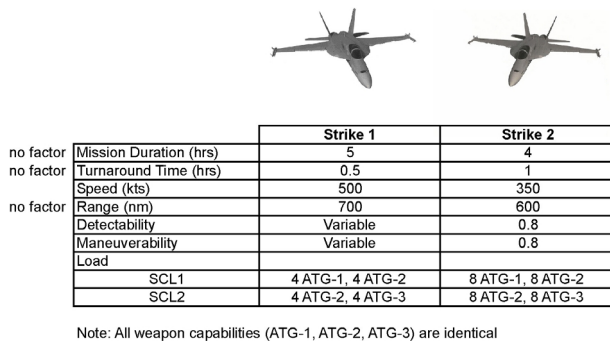 Strike 1 Strike 2
no factor Mission Duration (hrs) 5 4
no factor Turnaround Time (hrs) 0.5 1
Speed (kts) 500 350
no factor Range (nm) 700 600
Detectability Variable 0.8
Maneuverability Variable 0.8
Load
SCL1 4 ATG-1, 4 ATG-2 8 ATG-1, 8 ATG-2
SCL2 4 ATG-2, 4 ATG-3 8 ATG-2, 8 ATG-3
Note: All weapon capabilities (ATG-1, ATG-2, ATG-3) are identical